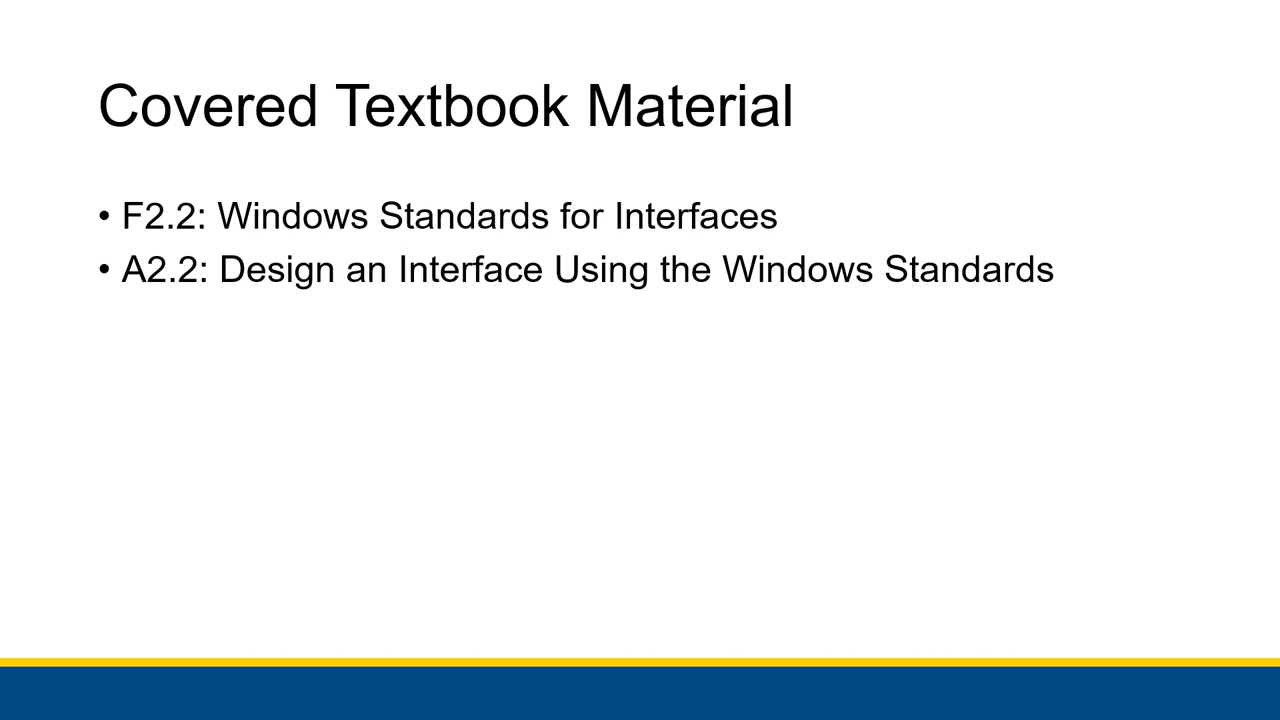 Covered Textbook Material
• F2.2: Windows Standards for Interfaces
• A2.2: Design an Interface Using the Windows Standards